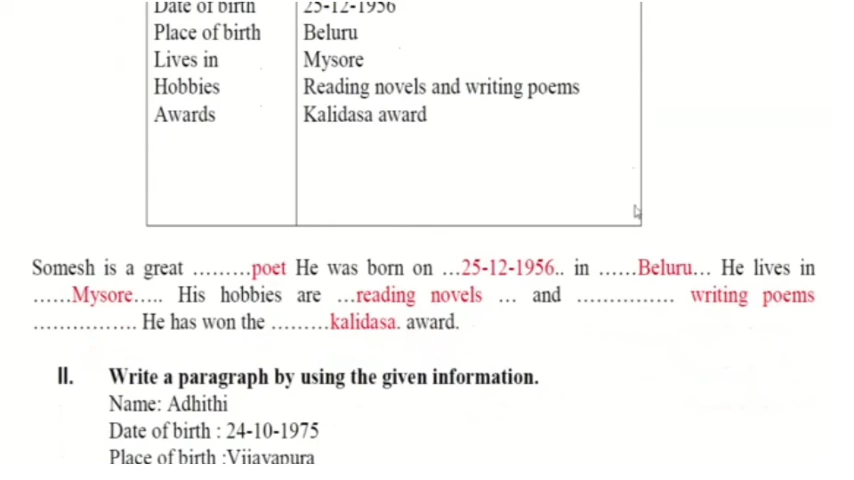 Date of birth 25-12-1956
Place of birth Beluru
Lives in Mysore
Hobbies Reading novels and writing poems
Awards Kalidasa award
Somesh is a great .........poet He was born on ...25-12-1956.. in ......Beluru... He lives in
......Mysore..... His hobbies are ...reading novels ... and ............... writing poems
................ He has won the .........kalidasa. award.
II. Write a paragraph by using the given information.
Name: Adhithi
Date of birth : 24-10-1975
Place of birth :Vijayapura